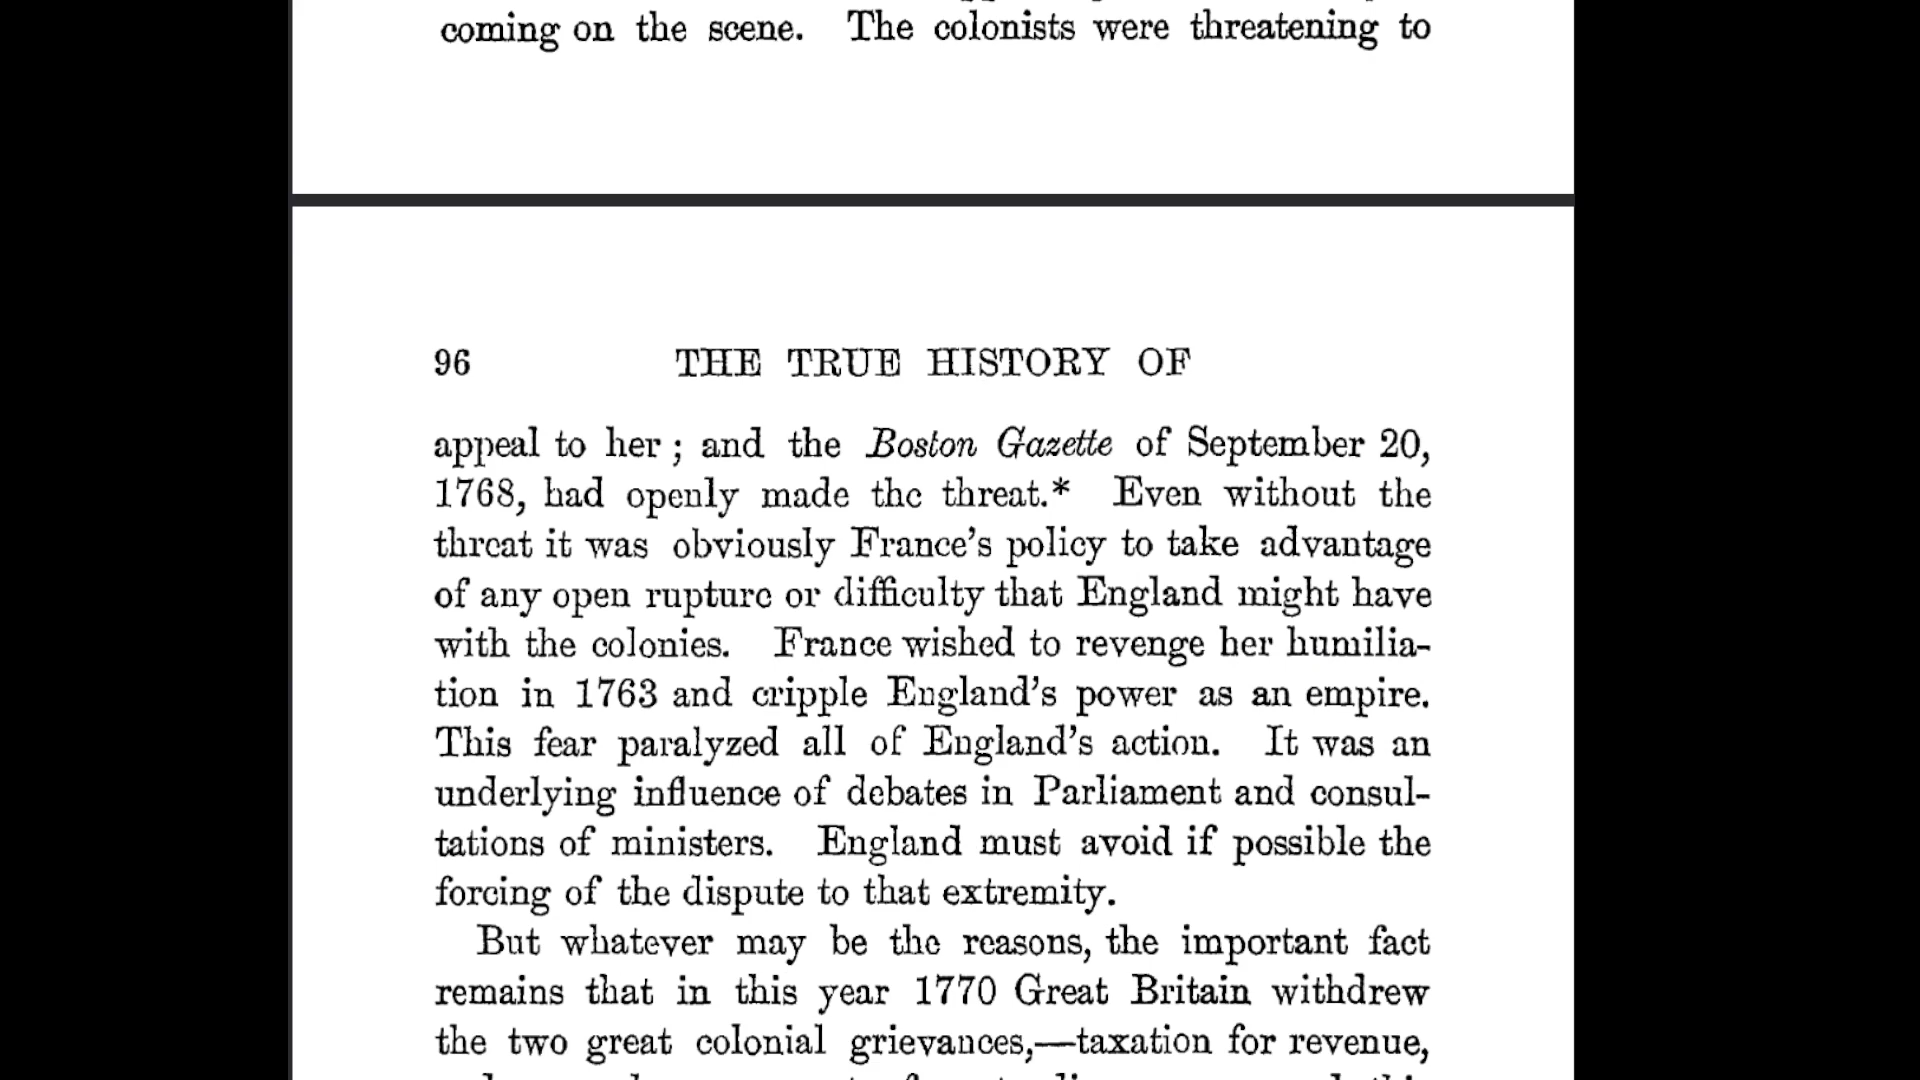 coming on the scene. The colonists were threatening to
96 THE TRUE HISTORY OF
appeal to her ; and the Boston Gazette of September 20,
1768, had openly made the threat.* Even without the
threat it was obviously France's policy to take advantage
of any open rupture or difficulty that England might have
with the colonies. France wished to revenge her humilia-
tion in 1763 and cripple England's power as an empire.
This fear paralyzed all of England's action. It was an
underlying influence of debates in Parliament and consul-
tations of ministers. England must avoid if possible the
forcing of the dispute to that extremity.
But whatever may be the reasons, the important fact
remains that in this year 1770 Great Britain withdrew
the two great colonial grievances,—taxation for revenue,